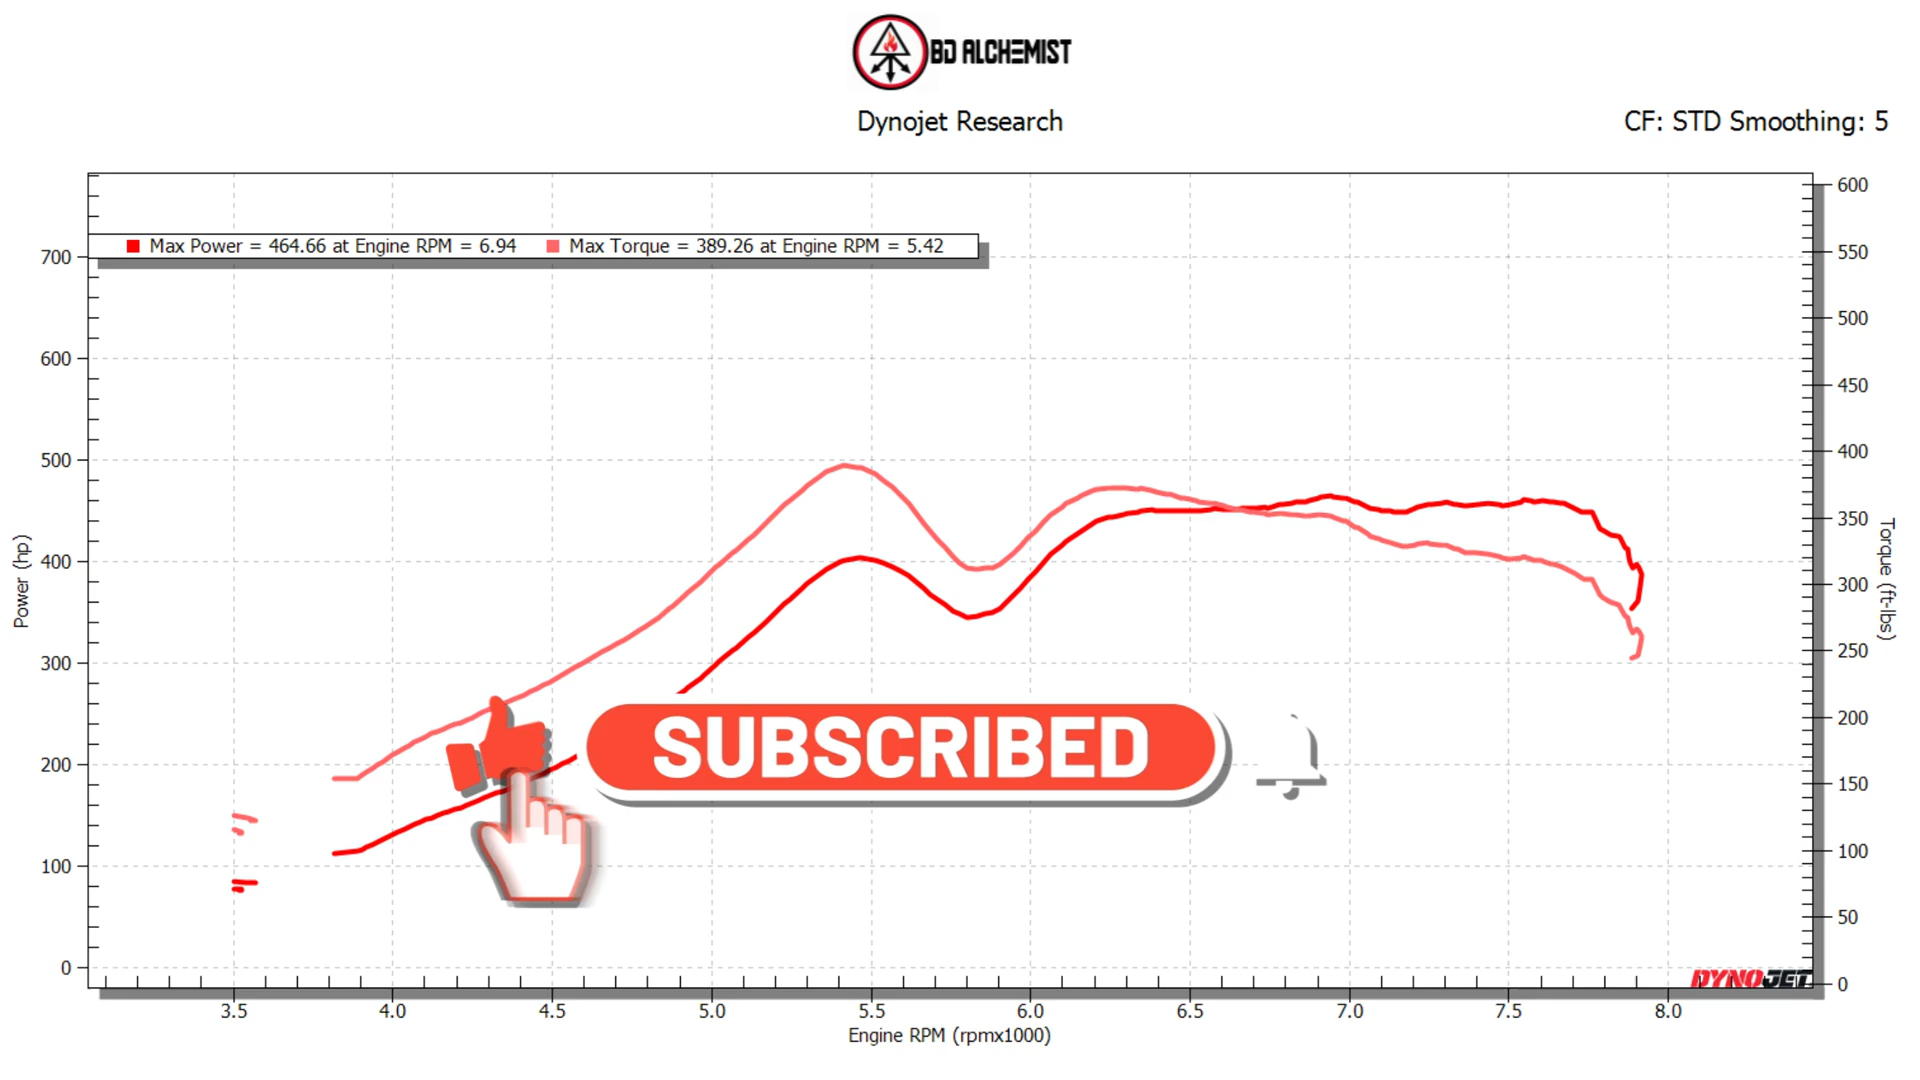 BD ALCHEMIST
Dynojet Research
CF: STD Smoothing: 5
Max Power = 464.66 at Engine RPM = 6.94
Max Torque = 389.26 at Engine RPM = 5.42
700
600
500
400
300
200
100
0
Power (hp)
600
550
500
450
400
350
300
250
200
150
100
50
0
Torque (ft-lbs)
SUBSCRIBED
DYNOJET
3.5 4.0 4.5 5.0 5.5 6.0 6.5 7.0 7.5 8.0
Engine RPM (rpmx1000)